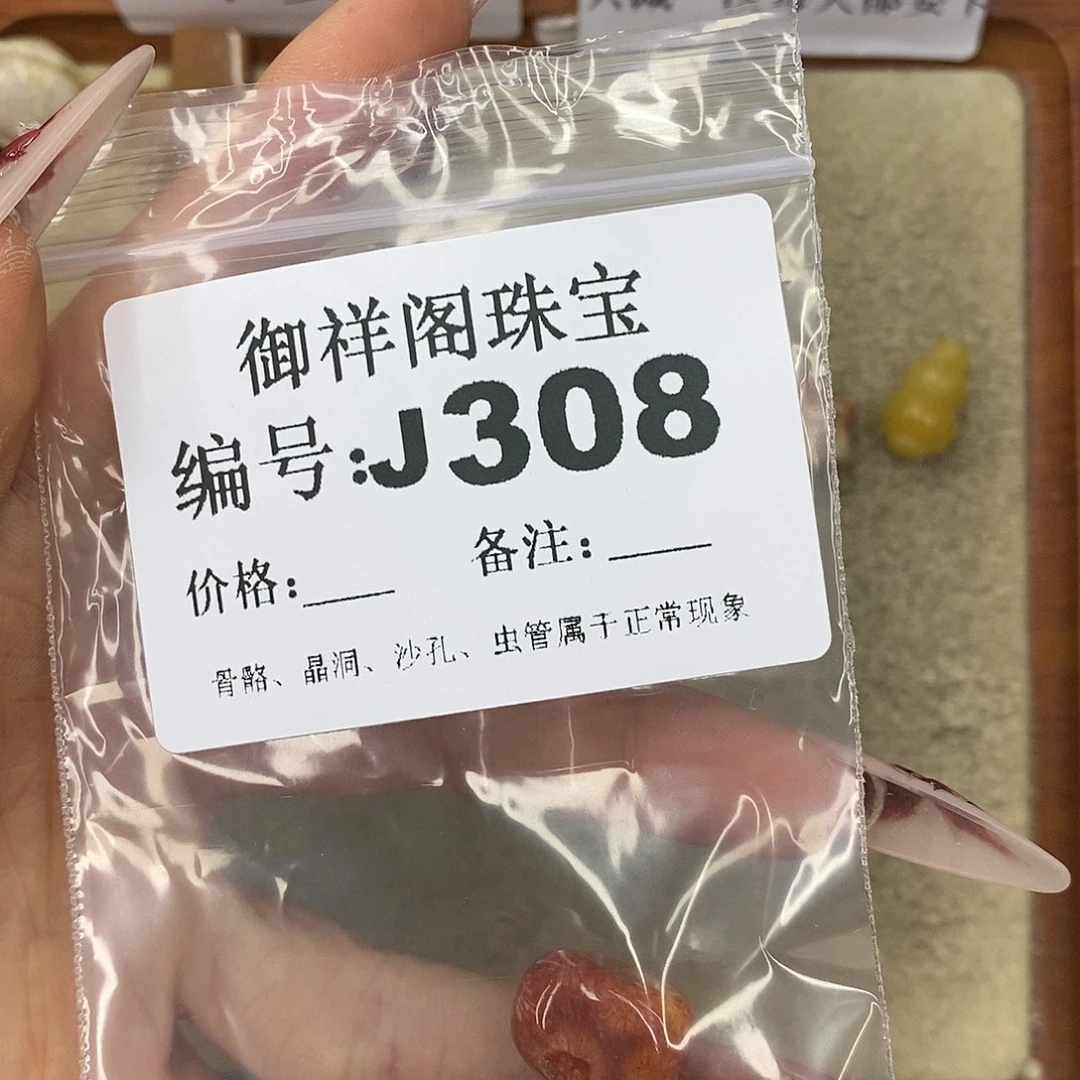 御祥阁珠宝
编号:J308
价格:___ 备注:____
骨骼、晶洞、沙孔、虫管属于正常现象